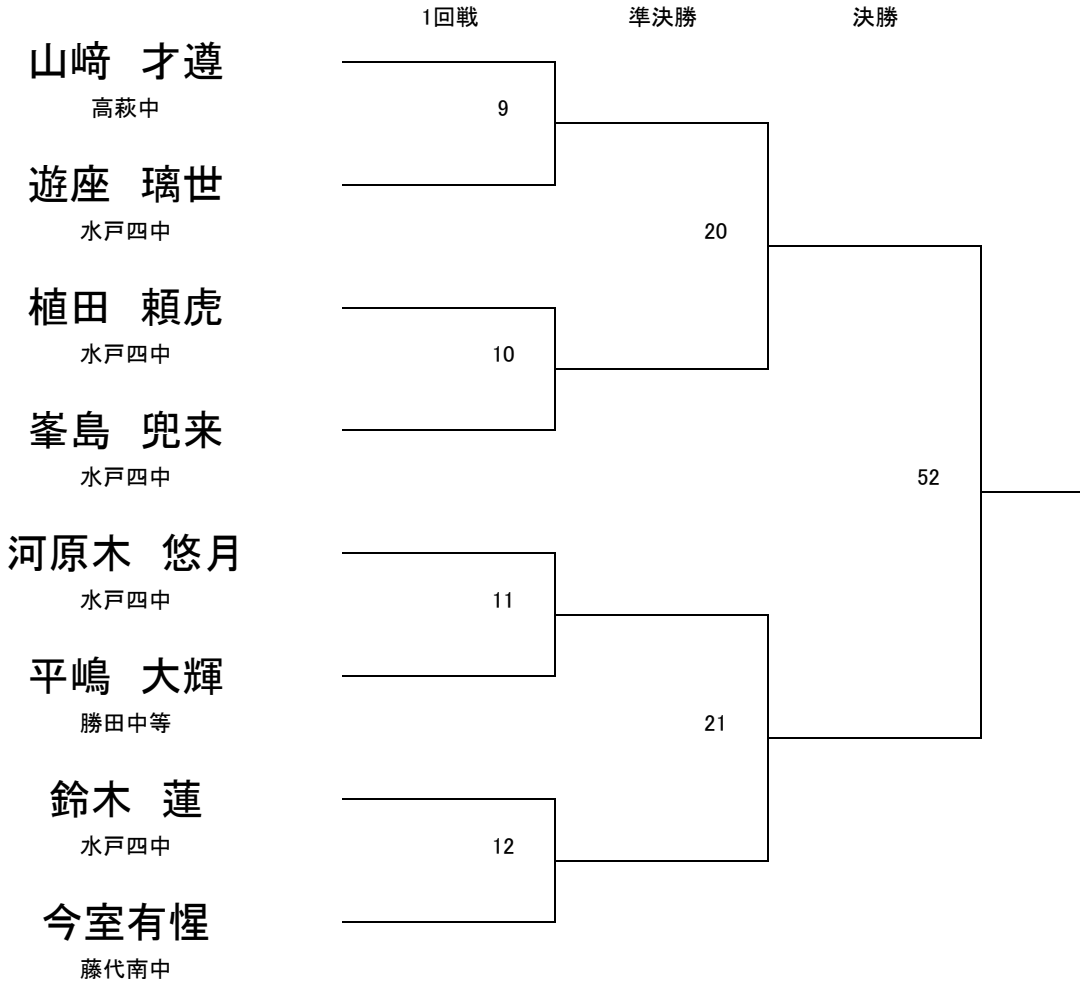 1回戦 準決勝 決勝
山﨑 才遵
高萩中
9
遊座 璃世
水戸四中
20
植田 頼虎
水戸四中
10
峯島 兜来
水戸四中
52
河原木 悠月
水戸四中
11
平嶋 大輝
勝田中等
21
鈴木 蓮
水戸四中
12
今室有惺
藤代南中